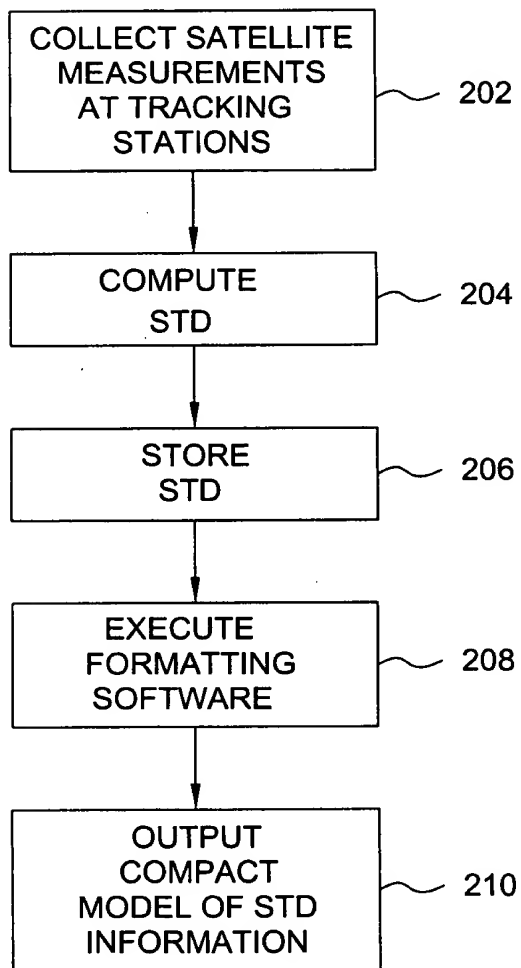 COLLECT SATELLITE
MEASUREMENTS
AT TRACKING
STATIONS
202
COMPUTE
STD
204
STORE
STD
206
EXECUTE
FORMATTING
SOFTWARE
208
OUTPUT
COMPACT
MODEL OF STD
INFORMATION
210